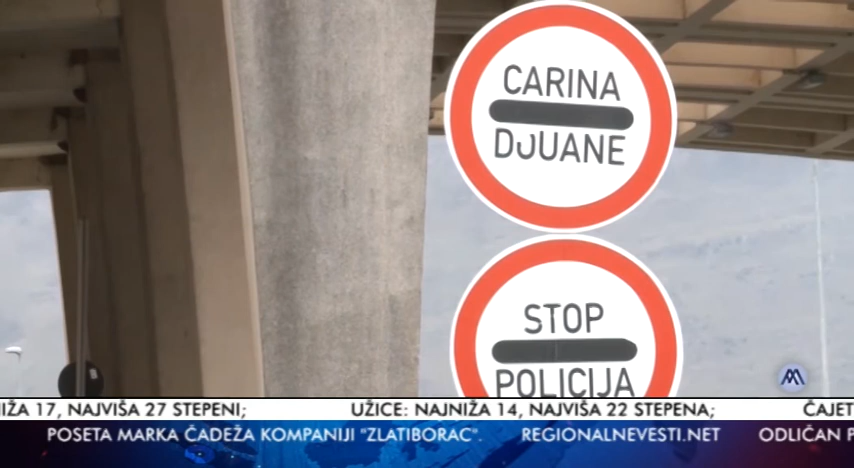 CARINA
DJUANE
STOP
POLICIJA
NIŽA 17, NAJVIŠA 27 STEPENI; UŽICE: NAJNIŽA 14, NAJVIŠA 22 STEPENA; ČAJET
POSETA MARKA ČADEŽA KOMPANIJI "ZLATIBORAC". REGIONALNEVESTI.NET ODLIČAN P